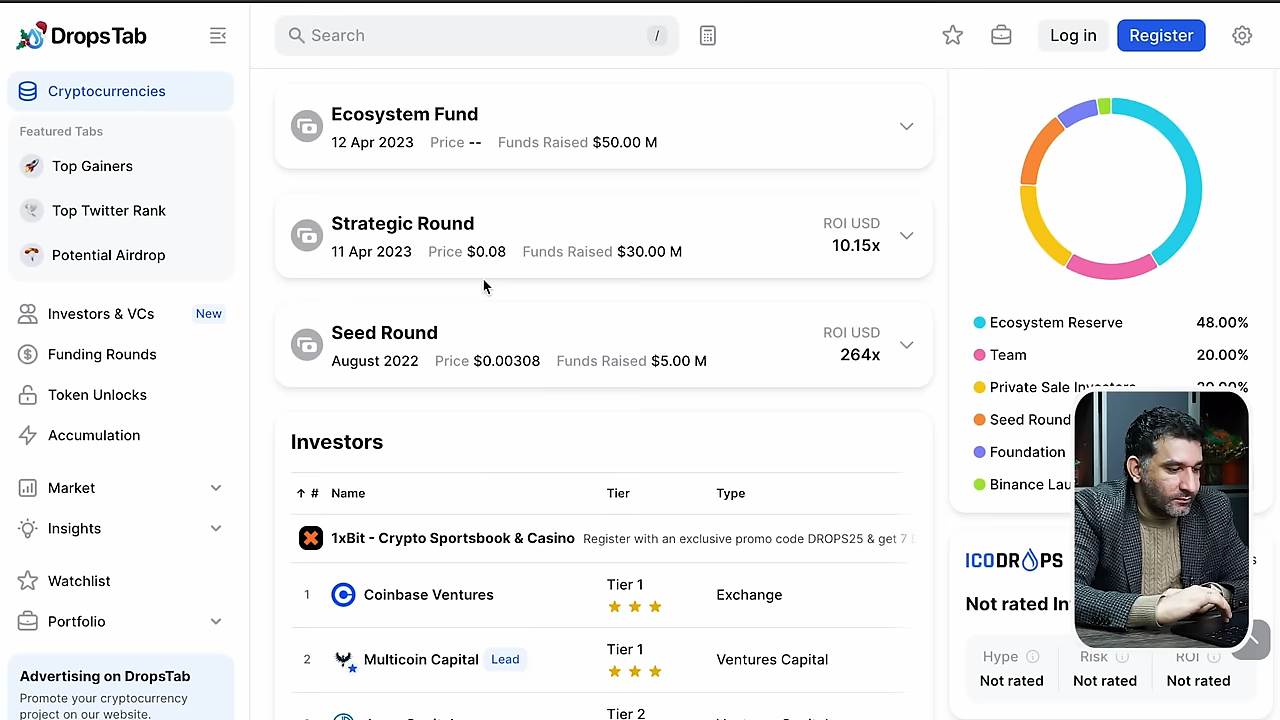 DropsTab
Search /
Log in
Register
Cryptocurrencies
Featured Tabs
Top Gainers
Top Twitter Rank
Potential Airdrop
Investors & VCs New
Funding Rounds
Token Unlocks
Accumulation
Market
Insights
Watchlist
Portfolio
Advertising on DropsTab
Promote your cryptocurrency
project on our website.
Ecosystem Fund
12 Apr 2023 Price -- Funds Raised $50.00 M
Strategic Round
11 Apr 2023 Price $0.08 Funds Raised $30.00 M
ROI USD
10.15x
Seed Round
August 2022 Price $0.00308 Funds Raised $5.00 M
ROI USD
264x
Investors
# Name Tier Type
1xBit - Crypto Sportsbook & Casino Register with an exclusive promo code DROPS25 & get 7
1 Coinbase Ventures Tier 1 Exchange
2 Multicoin Capital Lead Tier 1 Ventures Capital
Tier 2
Ecosystem Reserve 48.00%
Team 20.00%
Private Sale Investors
Seed Round
Foundation
Binance Lau
ICODROPS
Not rated
Hype Risk ROI
Not rated Not rated Not rated